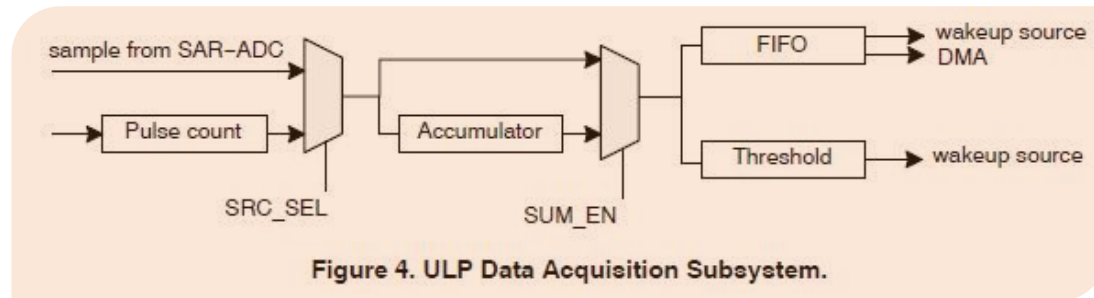 sample from SAR-ADC
Pulse count
SRC_SEL
Accumulator
SUM_EN
FIFO
wakeup source
DMA
Threshold
wakeup source
Figure 4. ULP Data Acquisition Subsystem.